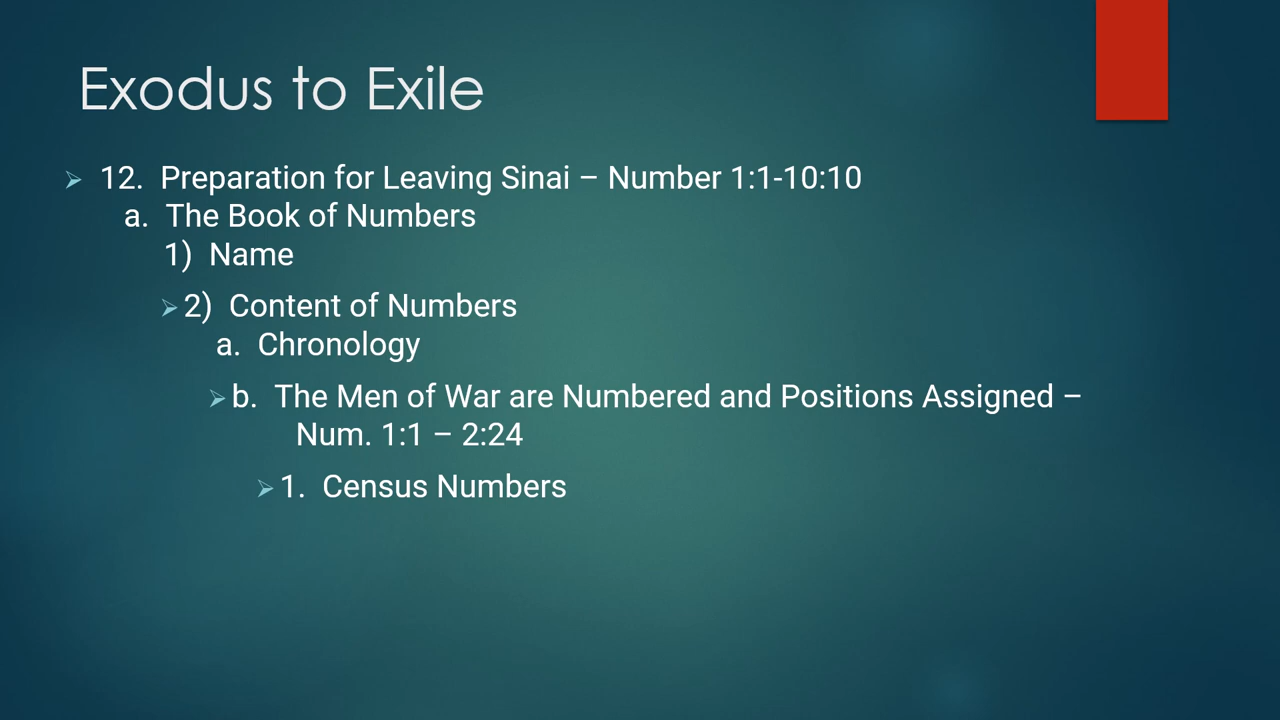 Exodus to Exile
12. Preparation for Leaving Sinai – Number 1:1-10:10
a. The Book of Numbers
1) Name
2) Content of Numbers
a. Chronology
b. The Men of War are Numbered and Positions Assigned –
Num. 1:1 – 2:24
1. Census Numbers